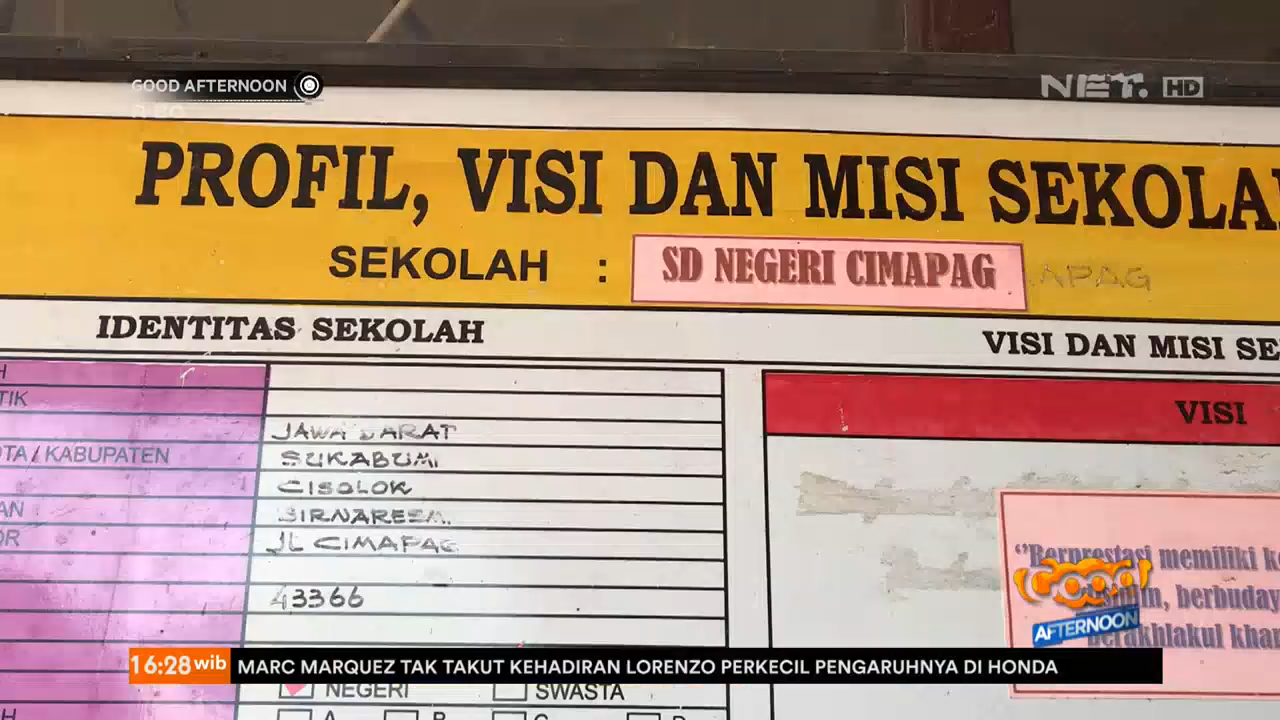 GOOD AFTERNOON
NET. HD
PROFIL, VISI DAN MISI SEKOLA
SEKOLAH : SD NEGERI CIMAPAG APAG
IDENTITAS SEKOLAH
VISI DAN MISI SE
H
TIK
VISI
JAWA BARAT
OTA / KABUPATEN SUKABUMI
CISOLOK
AN SIRNARESMI
OR JL CIMAPAG
43366
"Berprestasi memiliki k
n, berbuday
berakhlakul khar
GOOD
AFTERNOON
16:28 wib MARC MARQUEZ TAK TAKUT KEHADIRAN LORENZO PERKECIL PENGARUHNYA DI HONDA
NEGERI SWASTA
H A B C